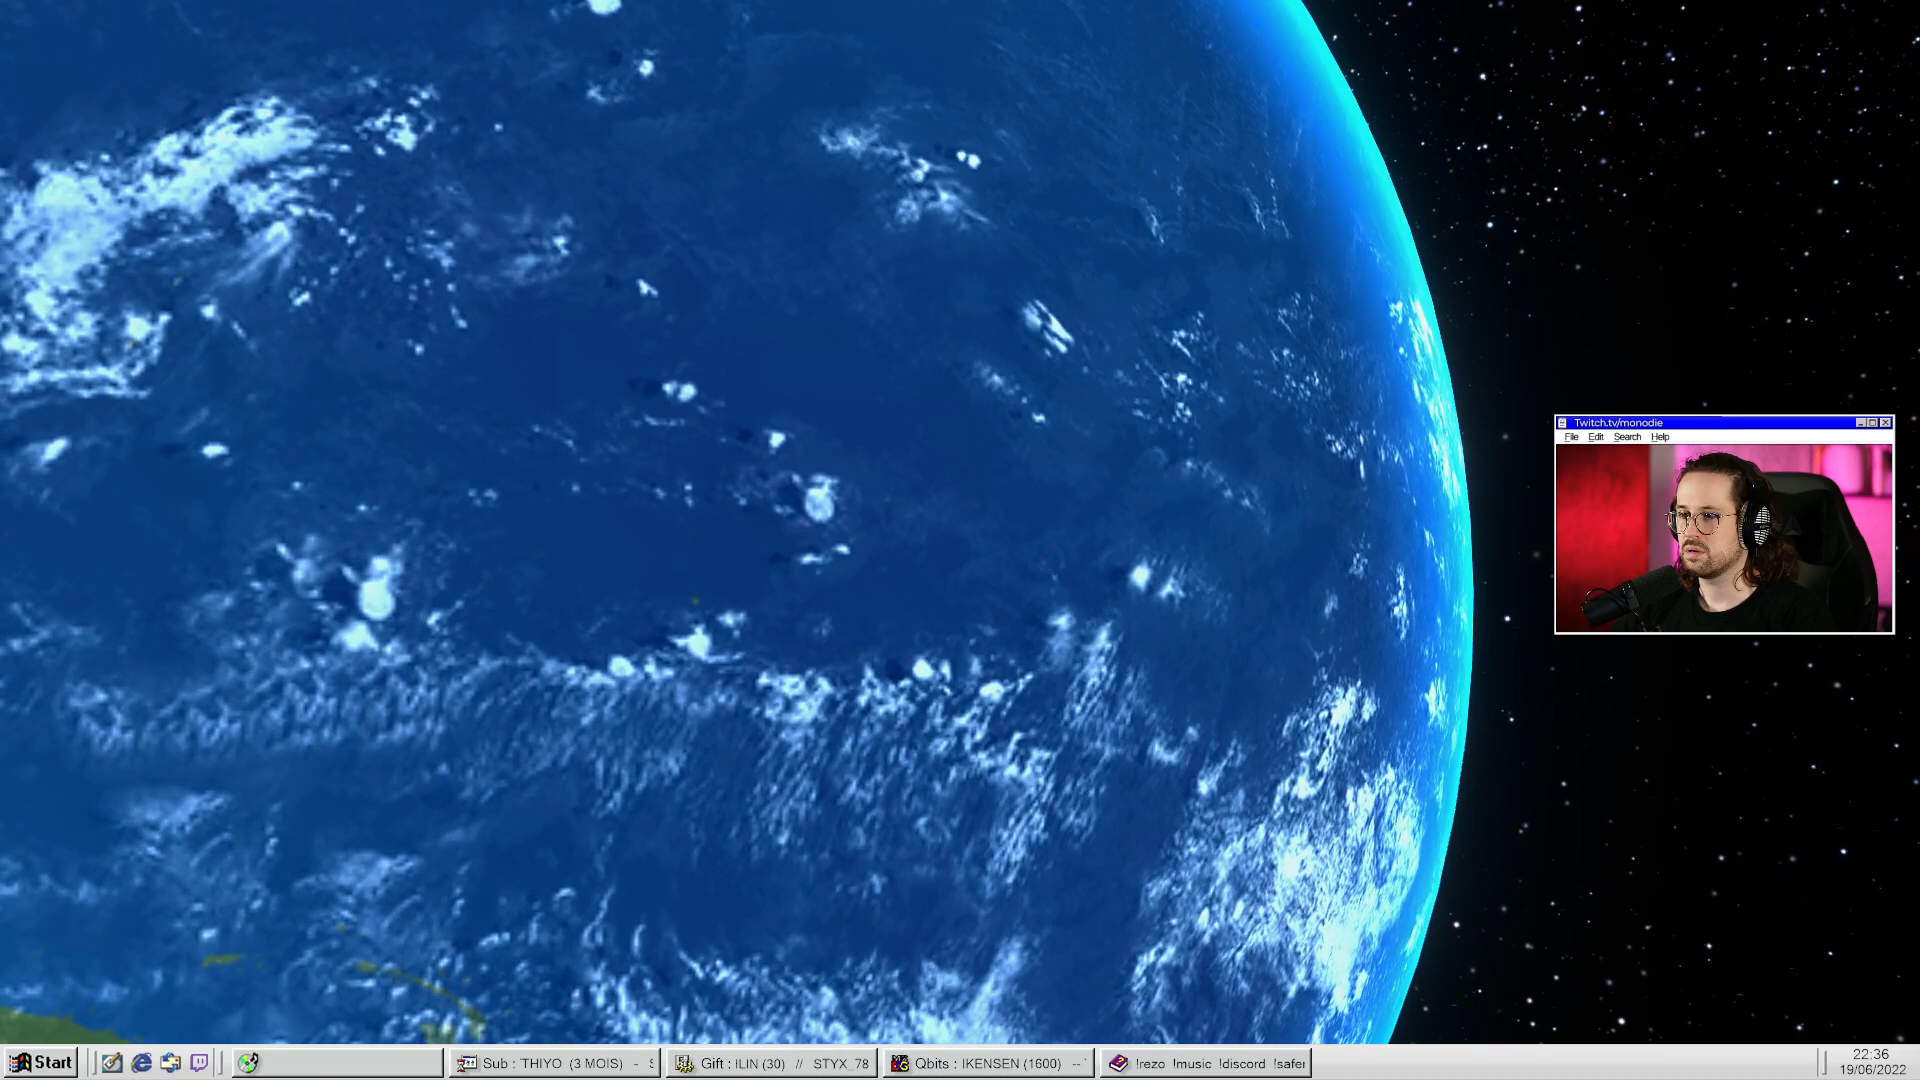 Twitch.tv/monodie
File Edit Search Help
Start
Sub : THIYO (3 MOIS) - S
Gift : ILIN (30) // STYX_78
Qbits : IKENSEN (1600) --
!rezo !music !discord !safe
22:36
19/06/2022